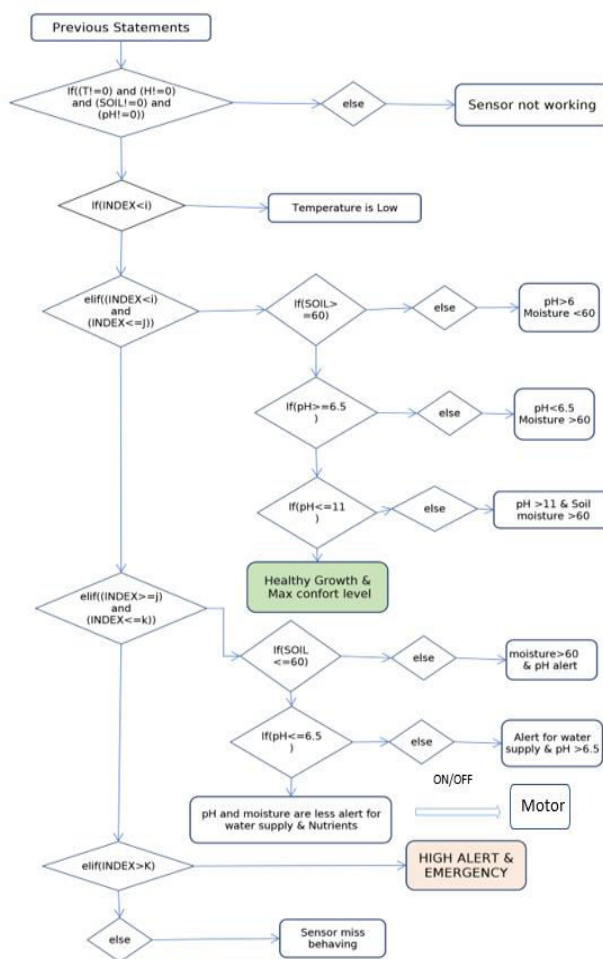 Previous Statements
If((T!=0) and (H!=0)
and (SOIL!=0) and
(pH!=0))
else
Sensor not working
If(INDEX<i)
Temperature is Low
elif((INDEX<i)
and
(INDEX<=J))
If(SOIL>
=60)
else
pH>6
Moisture <60
If(pH>=6.5
)
else
pH<6.5
Moisture >60
If(pH<=11
)
else
pH >11 & Soil
moisture >60
Healthy Growth &
Max confort level
elif((INDEX>=j)
and
(INDEX<=k))
If(SOIL
<=60)
else
moisture>60
& pH alert
If(pH<=6.5
)
else
Alert for water
supply & pH >6.5
pH and moisture are less alert for
water supply & Nutrients
ON/OFF
Motor
elif(INDEX>K)
HIGH ALERT &
EMERGENCY
else
Sensor miss
behaving